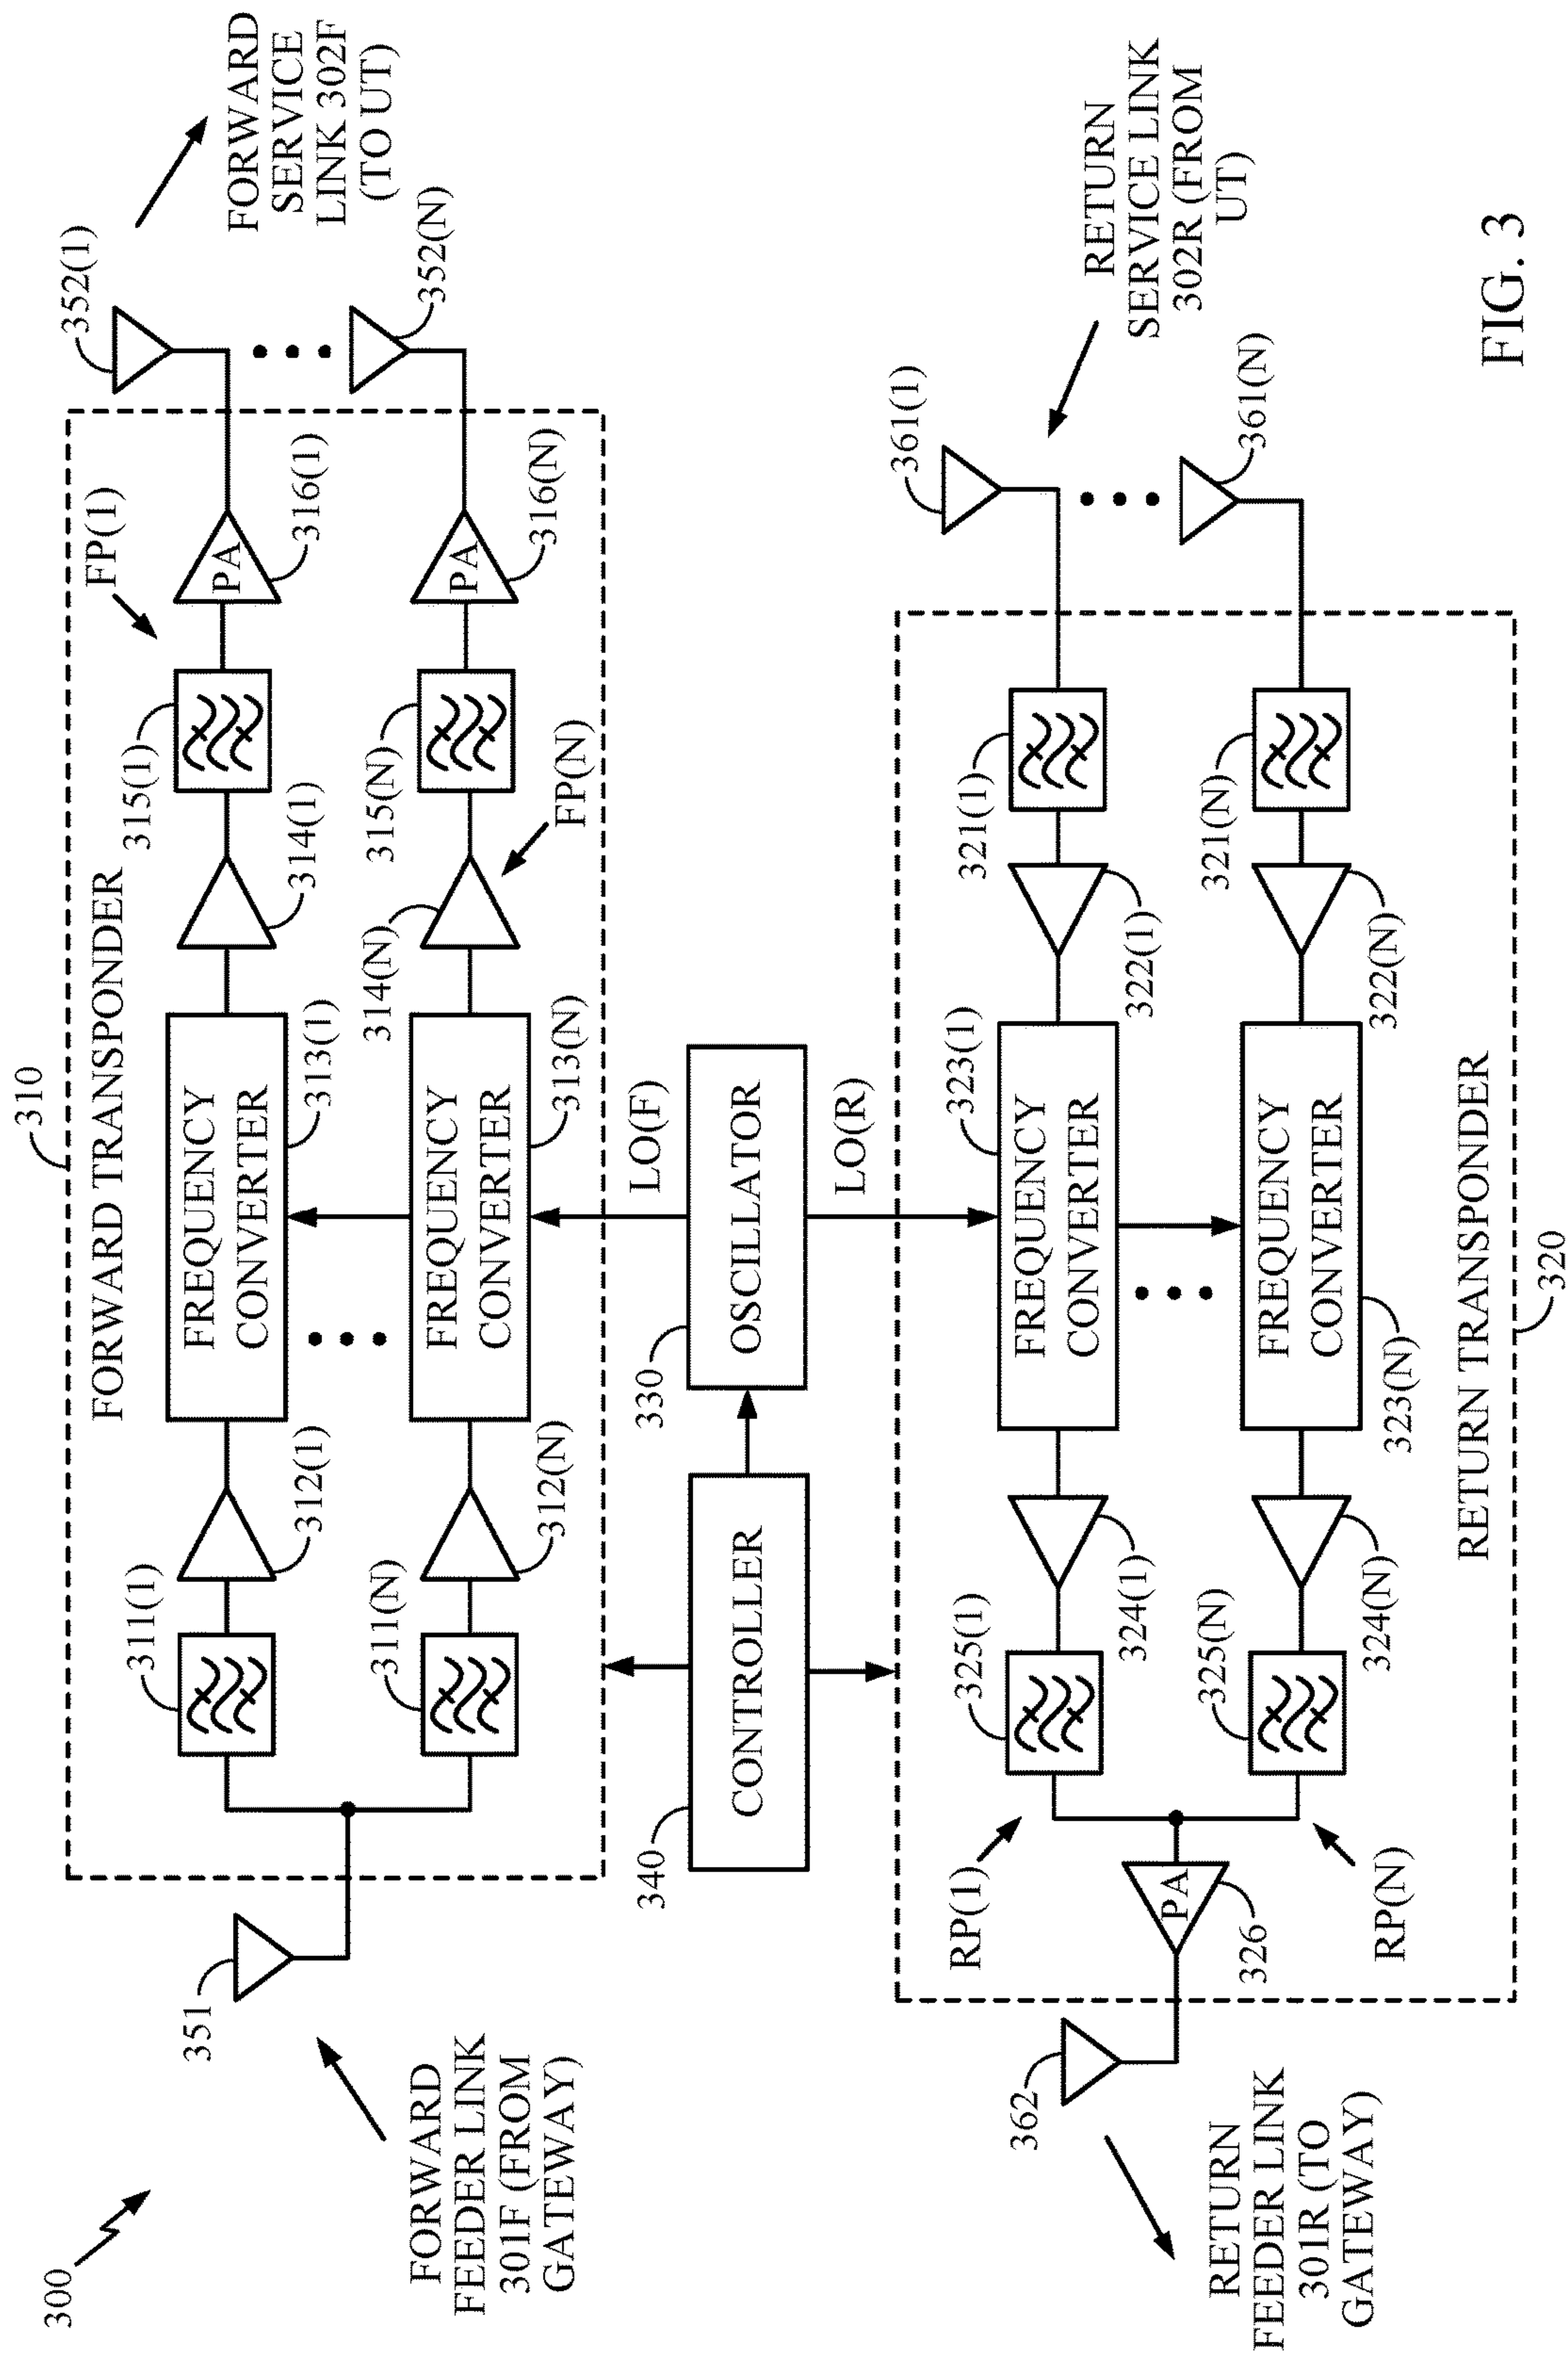 300
310
FORWARD TRANSPONDER
351
FORWARD
FEEDER LINK
301F (FROM
GATEWAY)
311(1)
312(1)
FREQUENCY
CONVERTER
313(1)
314(1)
315(1)
FP(1)
PA
316(1)
352(1)
FORWARD
SERVICE
LINK 302F
(TO UT)
311(N)
312(N)
FREQUENCY
CONVERTER
313(N)
314(N)
315(N)
FP(N)
PA
316(N)
352(N)
340
CONTROLLER
330
OSCILLATOR
LO(F)
LO(R)
362
RETURN
FEEDER LINK
301R (TO
GATEWAY)
RP(1)
PA
326
RP(N)
325(1)
324(1)
323(1)
FREQUENCY
CONVERTER
322(1)
321(1)
361(1)
RETURN
SERVICE LINK
302R (FROM
UT)
325(N)
324(N)
FREQUENCY
CONVERTER
323(N)
322(N)
321(N)
361(N)
RETURN TRANSPONDER
320
FIG. 3